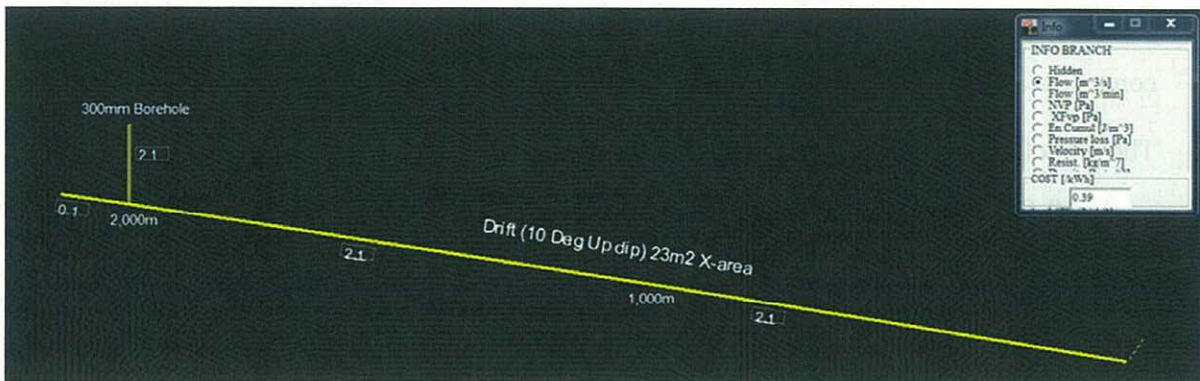 Info
INFO BRANCH
Hidden
Flow [m^3/s]
Flow [m^3/min]
NVP [Pa]
XFvp [Pa]
En Cumul [J/m^3]
Pressure loss [Pa]
Velocity [m/s]
Resist. [kg/m^7]
COST [/kWh]
0.39
300mm Borehole
2.1
0.1
2,000m
Drift (10 Deg Up dip) 23m2 X-area
2.1
1,000m
2.1